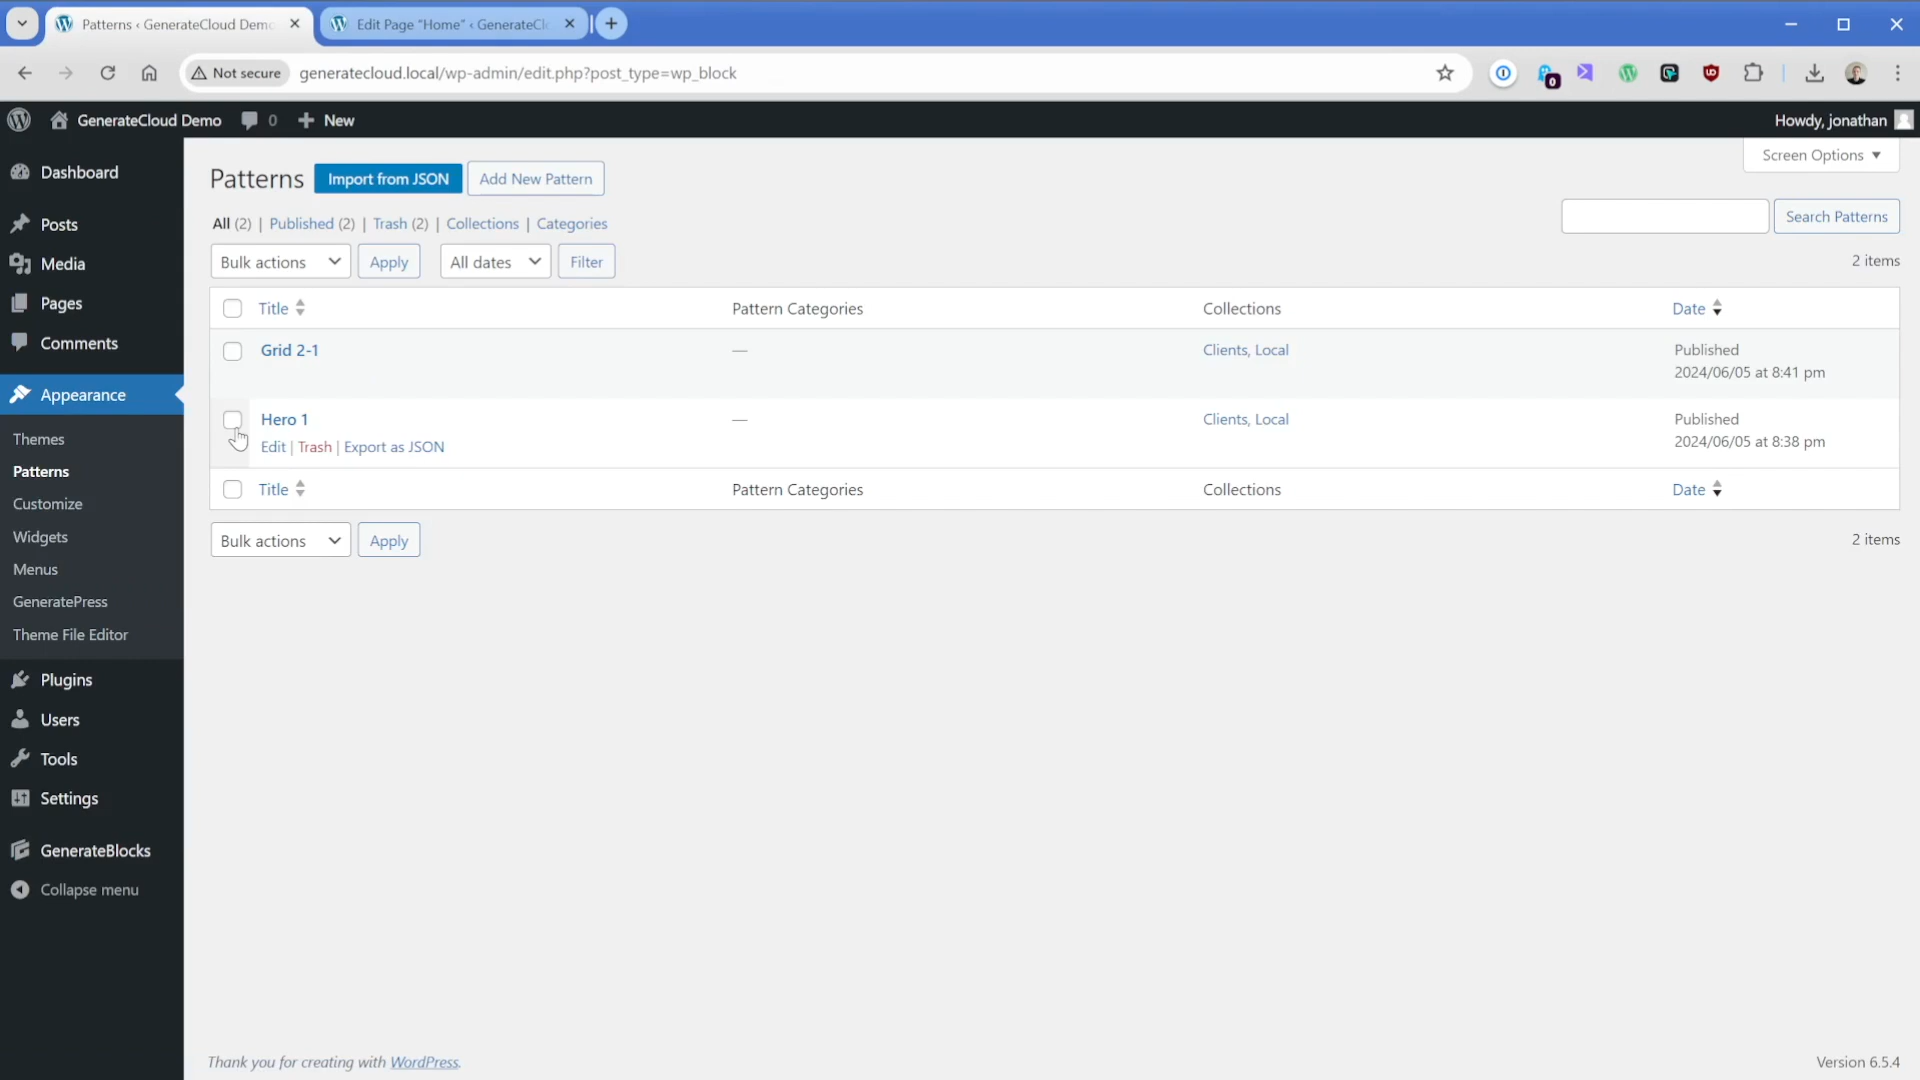 Patterns ‹ GenerateCloud Demo
Edit Page “Home” ‹ GenerateCl
Not secure
generatecloud.local/wp-admin/edit.php?post_type=wp_block
0
GenerateCloud Demo
0
New
Howdy, jonathan
Dashboard
Posts
Media
Pages
Comments
Appearance
Themes
Patterns
Customize
Widgets
Menus
GeneratePress
Theme File Editor
Plugins
Users
Tools
Settings
GenerateBlocks
Collapse menu
Screen Options
Patterns Import from JSON Add New Pattern
All (2) | Published (2) | Trash (2) | Collections | Categories
Search Patterns
Bulk actions Apply All dates Filter
2 items
Title Pattern Categories Collections Date
Grid 2-1 — Clients, Local Published
2024/06/05 at 8:41 pm
Hero 1 — Clients, Local Published
Edit | Trash | Export as JSON 2024/06/05 at 8:38 pm
Title Pattern Categories Collections Date
Bulk actions Apply
2 items
Thank you for creating with WordPress.
Version 6.5.4